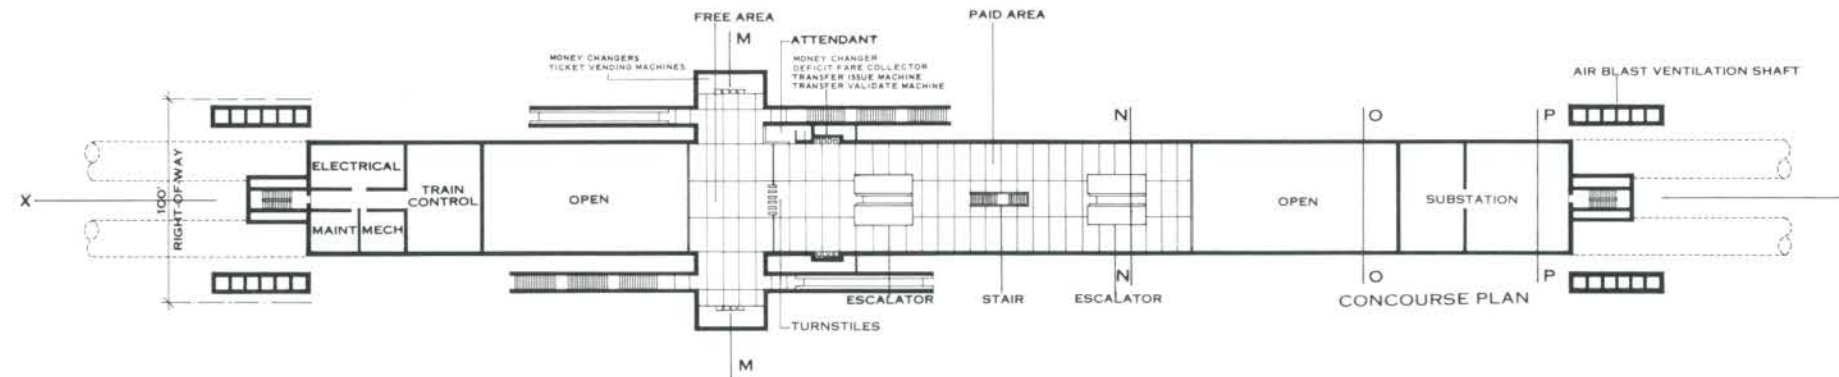 FREE AREA
PAID AREA
M
ATTENDANT
MONEY CHANGERS
TICKET VENDING MACHINES
MONEY CHANGER
DEFICIT FARE COLLECTOR
TRANSFER ISSUE MACHINE
TRANSFER VALIDATE MACHINE
AIR BLAST VENTILATION SHAFT
N
O
P
ELECTRICAL
TRAIN
CONTROL
OPEN
OPEN
SUBSTATION
X
100'
RIGHT-OF-WAY
MAINT
MECH
N
O
P
ESCALATOR
STAIR
ESCALATOR
CONCOURSE PLAN
TURNSTILES
M